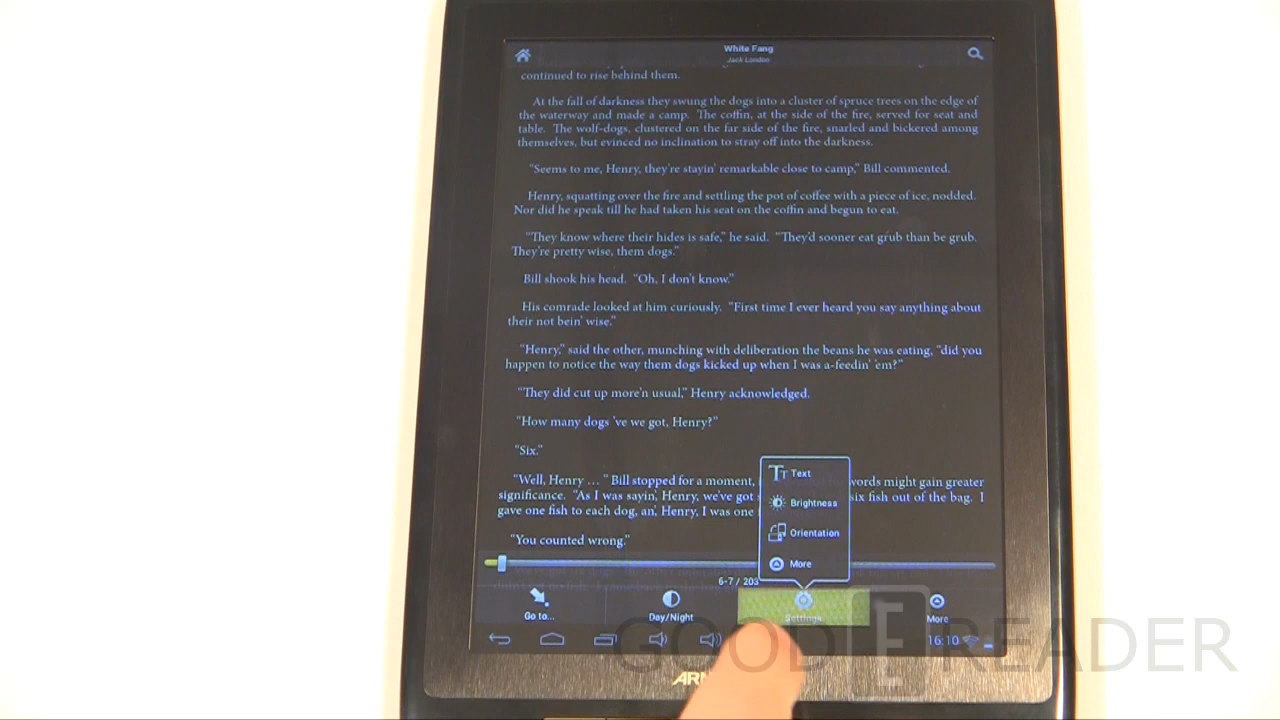 White Fang
Jack London
continued to rise behind them.
At the fall of darkness they swung the dogs into a cluster of spruce trees on the edge of
the waterway and made a camp. The coffin, at the side of the fire, served for seat and
table. The wolf-dogs, clustered on the far side of the fire, snarled and bickered among
themselves, but evinced no inclination to stray off into the darkness.
“Seems to me, Henry, they’re stayin’ remarkable close to camp,” Bill commented.
Henry, squatting over the fire and settling the pot of coffee with a piece of ice, nodded.
Nor did he speak till he had taken his seat on the coffin and begun to eat.
“They know where their hides is safe,” he said. “They’d sooner eat grub than be grub.
They’re pretty wise, them dogs.”
Bill shook his head. “Oh, I don’t know.”
His comrade looked at him curiously. “First time I ever heard you say anything about
their not bein’ wise.”
“Henry,” said the other, munching with deliberation the beans he was eating, “did you
happen to notice the way them dogs kicked up when I was a-feedin’ ’em?”
“They did cut up more’n usual,” Henry acknowledged.
“How many dogs ’ve we got, Henry?”
“Six.”
“Well, Henry … ” Bill stopped for a moment, words might gain greater
significance. “As I was sayin’, Henry, we’ve got six fish out of the bag. I
gave one fish to each dog, an’, Henry, I was one
“You counted wrong.”
Text
Brightness
Orientation
More
6-7 / 203
Go to...
Day/Night
Settings
More
16:10
GOOD E READER